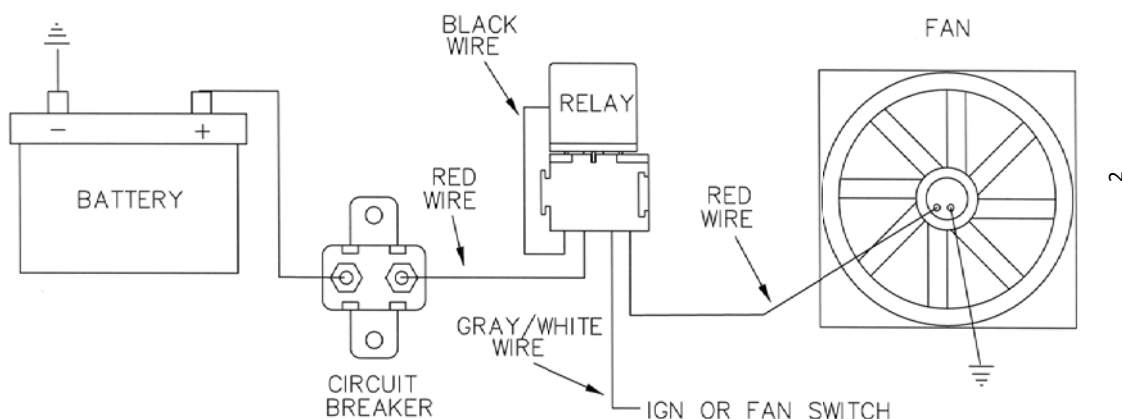 BLACK
WIRE
FAN
RELAY
−
+
BATTERY
RED
WIRE
RED
WIRE
2
GRAY/WHITE
WIRE
CIRCUIT
BREAKER
IGN OR FAN SWITCH